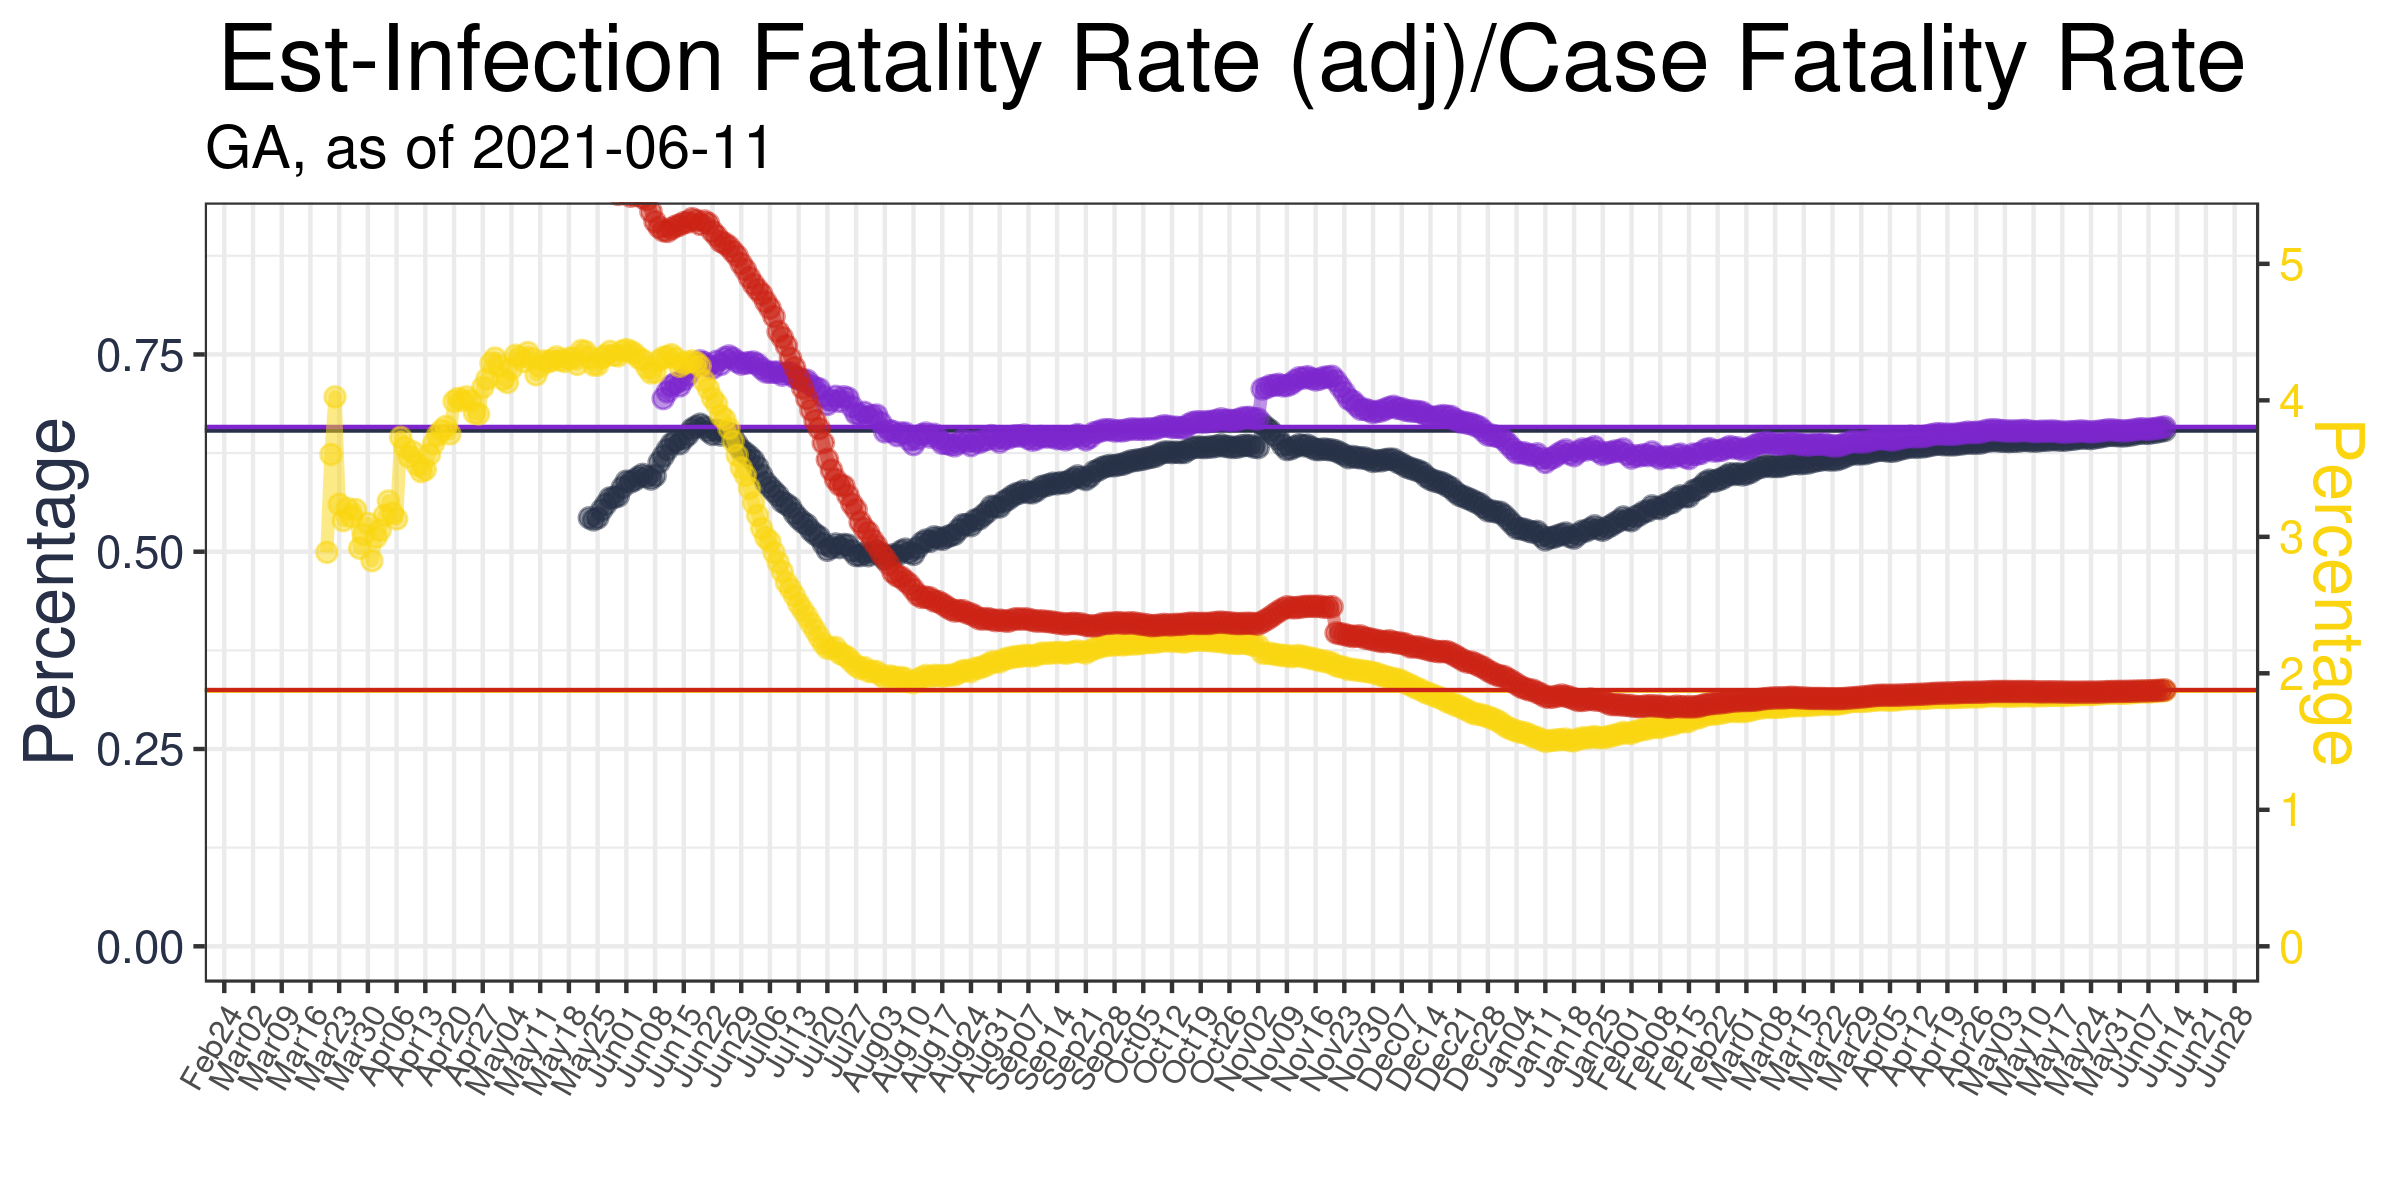 Est-Infection Fatality Rate (adj)/Case Fatality Rate
GA, as of 2021-06-11
Percentage
0.75
0.50
0.25
0.00
5
4
3
2
1
0
Percentage
Feb24
Mar02
Mar09
Mar16
Mar23
Mar30
Apr06
Apr13
Apr20
Apr27
May04
May11
May18
May25
Jun01
Jun08
Jun15
Jun22
Jun29
Jul06
Jul13
Jul20
Jul27
Aug03
Aug10
Aug17
Aug24
Aug31
Sep07
Sep14
Sep21
Sep28
Oct05
Oct12
Oct19
Oct26
Nov02
Nov09
Nov16
Nov23
Nov30
Dec07
Dec14
Dec21
Dec28
Jan04
Jan11
Jan18
Jan25
Feb01
Feb08
Feb15
Feb22
Mar01
Mar08
Mar15
Mar22
Mar29
Apr05
Apr12
Apr19
Apr26
May03
May10
May17
May24
May31
Jun07
Jun14
Jun21
Jun28